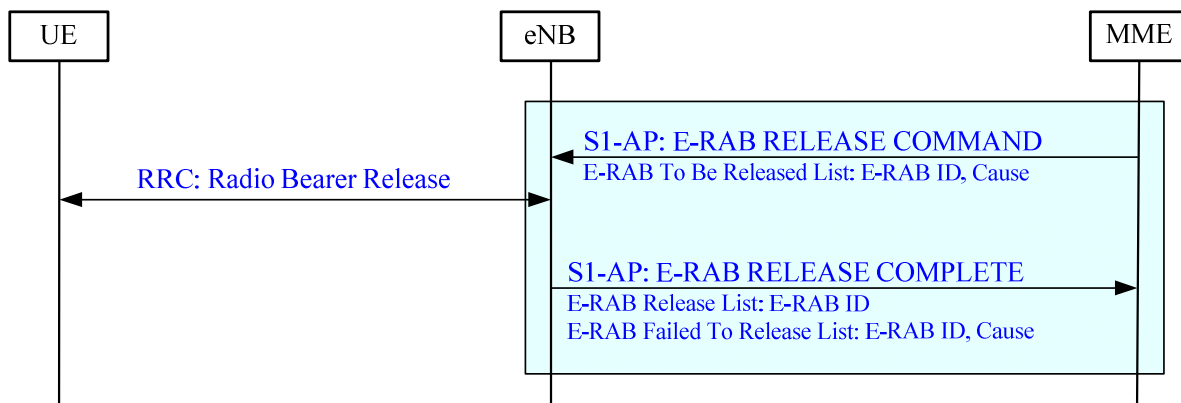 UE
eNB
MME
S1-AP: E-RAB RELEASE COMMAND
E-RAB To Be Released List: E-RAB ID, Cause
RRC: Radio Bearer Release
S1-AP: E-RAB RELEASE COMPLETE
E-RAB Release List: E-RAB ID
E-RAB Failed To Release List: E-RAB ID, Cause